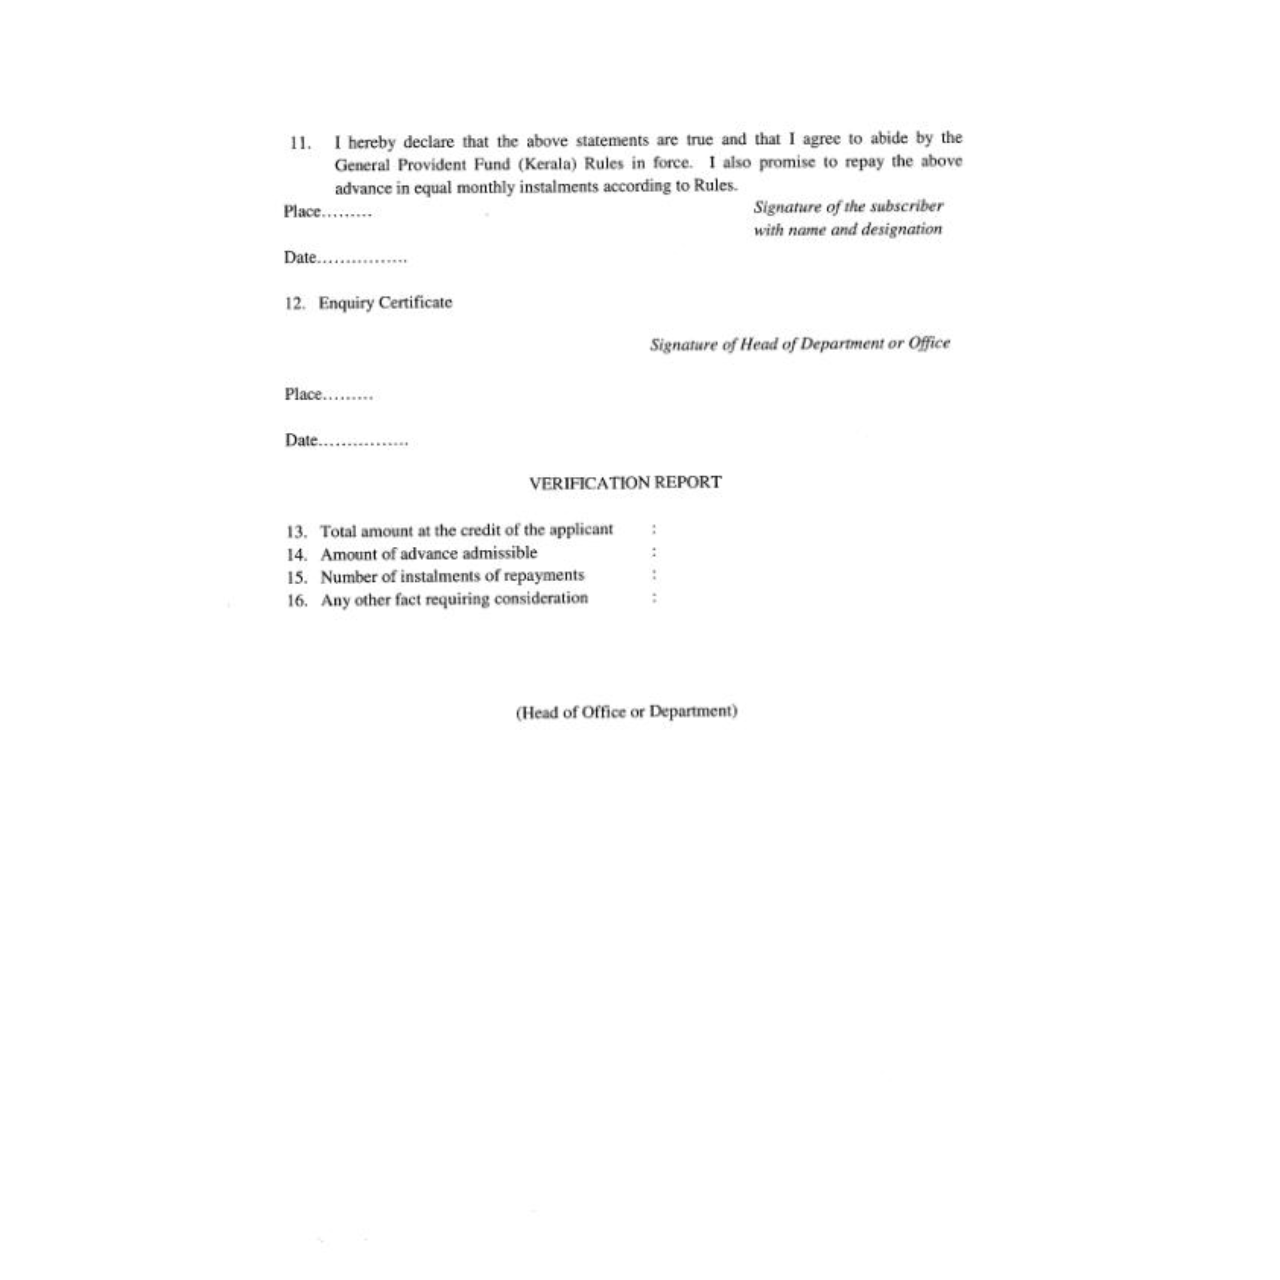 11. I hereby declare that the above statements are true and that I agree to abide by the
General Provident Fund (Kerala) Rules in force. I also promise to repay the above
advance in equal monthly instalments according to Rules.
Place......... Signature of the subscriber
with name and designation
Date................
12. Enquiry Certificate
Signature of Head of Department or Office
Place.........
Date................
VERIFICATION REPORT
13. Total amount at the credit of the applicant :
14. Amount of advance admissible :
15. Number of instalments of repayments :
16. Any other fact requiring consideration :
(Head of Office or Department)